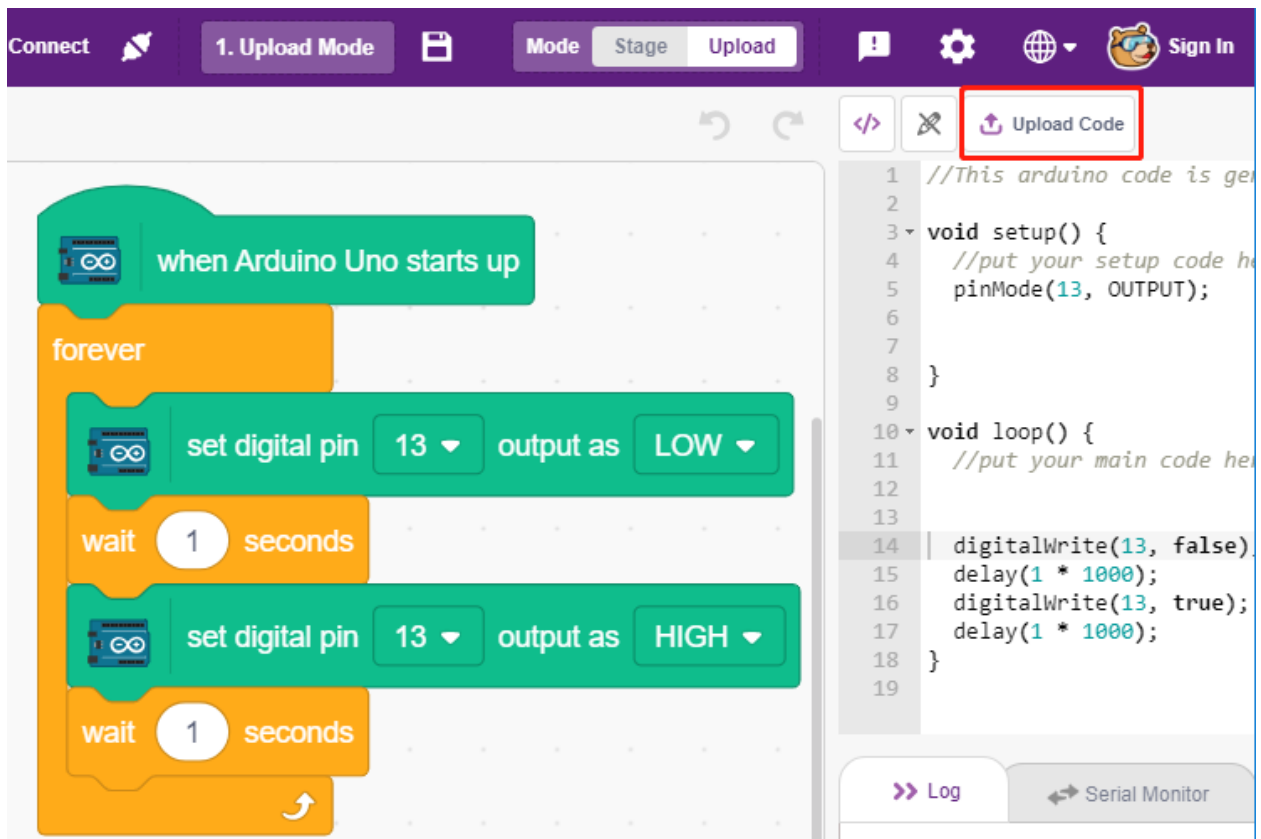 Connect 1. Upload Mode Mode Stage Upload Sign In
</> Upload Code
when Arduino Uno starts up
forever
set digital pin 13 output as LOW
wait 1 seconds
set digital pin 13 output as HIGH
wait 1 seconds
1 //This arduino code is
2
3 void setup() {
4 //put your setup code
5 pinMode(13, OUTPUT);
6
7
8 }
9
10 void loop() {
11 //put your main code
12
13
14 digitalWrite(13, false)
15 delay(1 * 1000);
16 digitalWrite(13, true);
17 delay(1 * 1000);
18 }
19
Log Serial Monitor